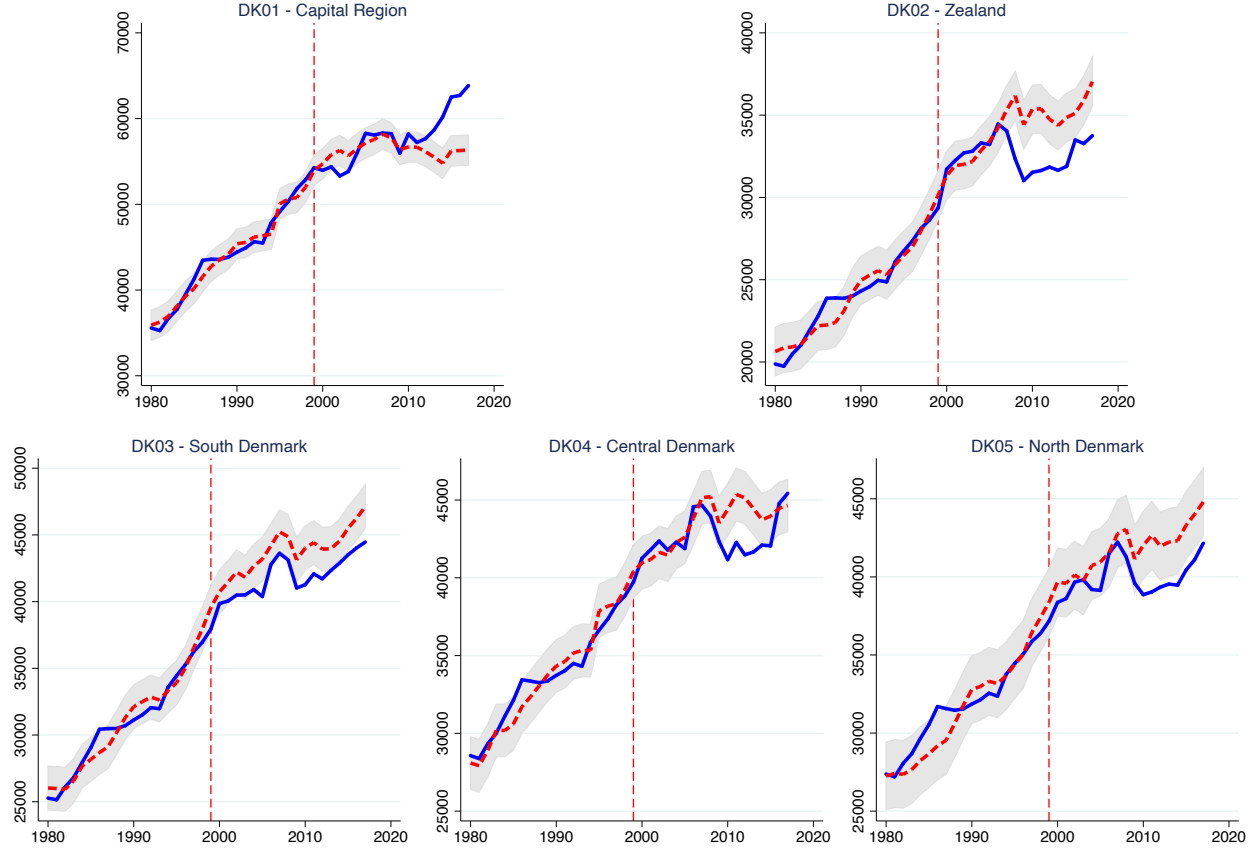 DK01 - Capital Region
70000
60000
50000
40000
30000
1980 1990 2000 2010 2020
DK02 - Zealand
40000
35000
30000
25000
20000
1980 1990 2000 2010 2020
DK03 - South Denmark
50000
45000
40000
35000
30000
25000
1980 1990 2000 2010 2020
DK04 - Central Denmark
45000
40000
35000
30000
25000
1980 1990 2000 2010 2020
DK05 - North Denmark
45000
40000
35000
30000
25000
1980 1990 2000 2010 2020